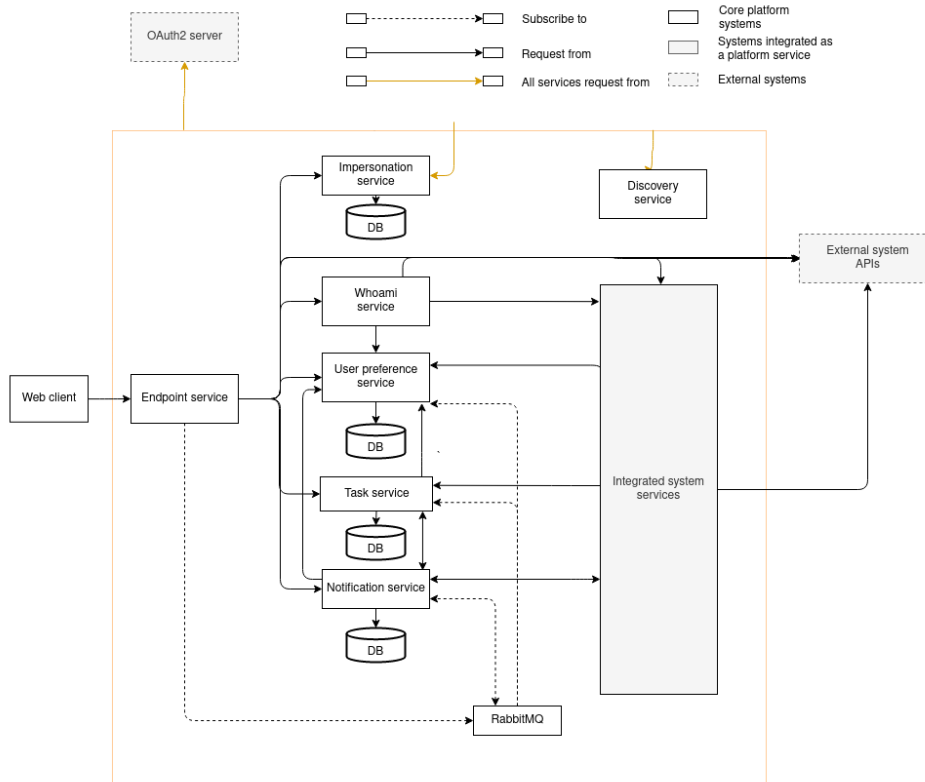 OAuth2 server
Subscribe to
Request from
All services request from
Core platform
systems
Systems integrated as
a platform service
External systems
Impersonation
service
DB
Discovery
service
External system
APIs
Whoami
service
User preference
service
DB
Web client
Endpoint service
Task service
DB
Integrated system
services
Notification service
DB
RabbitMQ